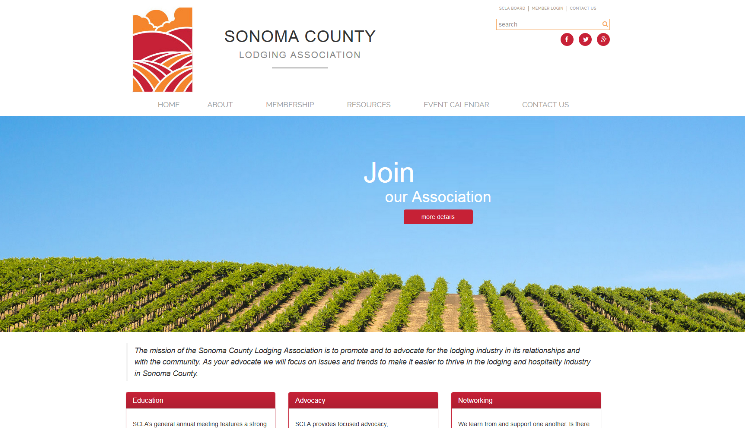 SCLA BOARD | MEMBER LOGIN | CONTACT US
search
SONOMA COUNTY
LODGING ASSOCIATION
HOME ABOUT MEMBERSHIP RESOURCES EVENT CALENDAR CONTACT US
Join
our Association
more details
The mission of the Sonoma County Lodging Association is to promote and to advocate for the lodging industry in its relationships and
with the community. As your advocate we will focus on issues and trends to make it easier to thrive in the lodging and hospitality Industry
in Sonoma County.
Education Advocacy Networking
SCLA's general annual meeting features a strong SCLA provides focused advocacy, We learn from and support one another. Is there